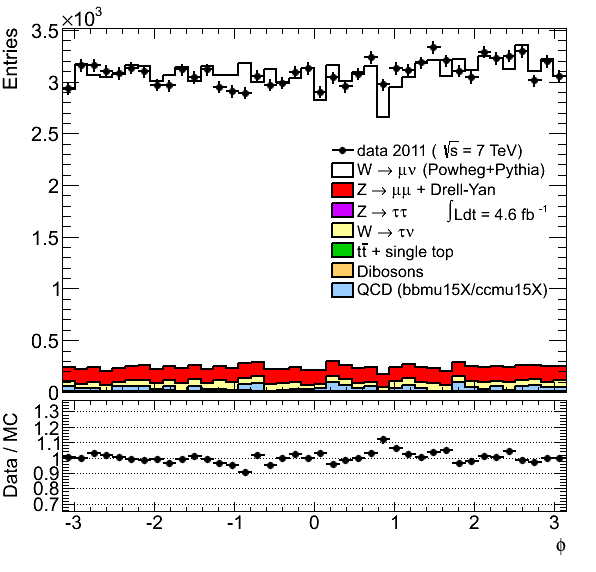 ×10³
Entries
3.5
3
2.5
2
1.5
1
0.5
0
data 2011 ( √s = 7 TeV)
W → μν (Powheg+Pythia)
Z → μμ + Drell-Yan
Z → ττ ∫Ldt = 4.6 fb⁻¹
W → τν
tt̅ + single top
Dibosons
QCD (bbmu15X/ccmu15X)
Data / MC
1.3
1.2
1.1
1
0.9
0.8
0.7
-3 -2 -1 0 1 2 3
ϕ